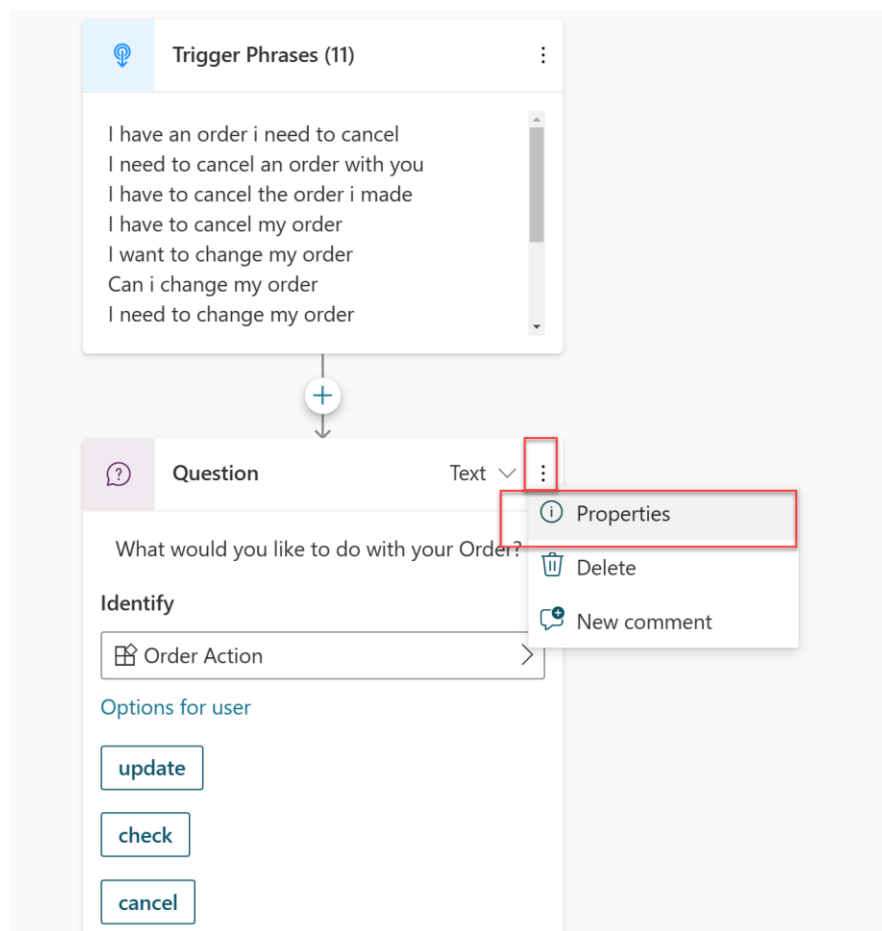 Trigger Phrases (11)
I have an order i need to cancel
I need to cancel an order with you
I have to cancel the order i made
I have to cancel my order
I want to change my order
Can i change my order
I need to change my order
Question
Text
Properties
What would you like to do with your Order?
Delete
Identify
New comment
Order Action
Options for user
update
check
cancel